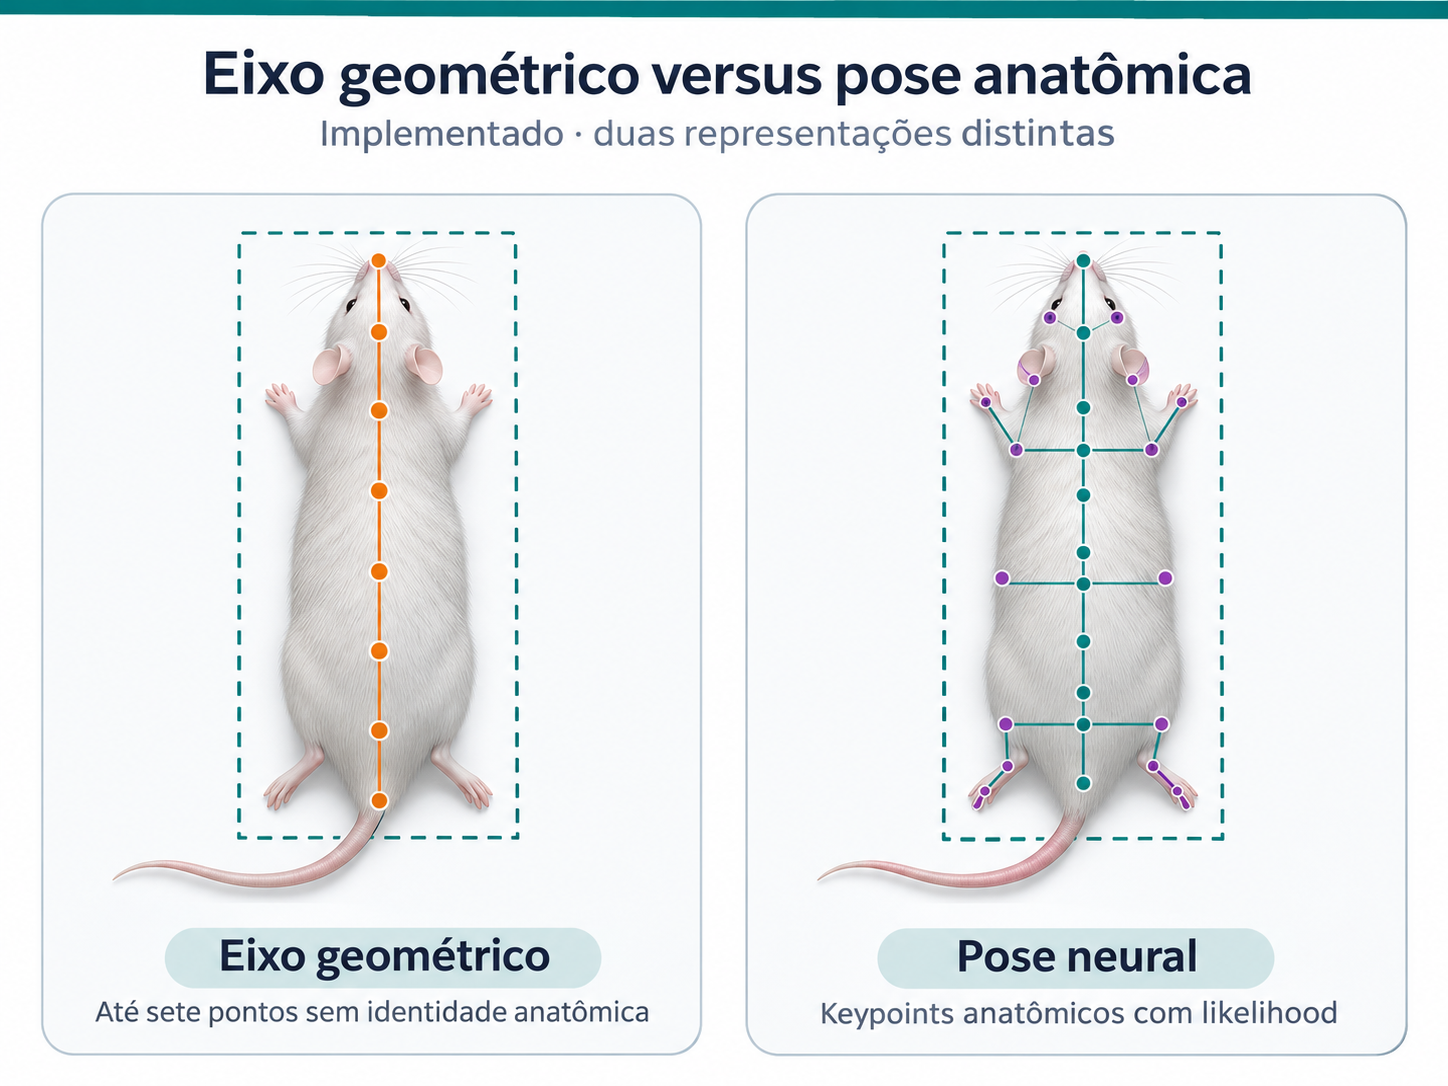 Eixo geométrico versus pose anatômica
Implementado · duas representações distintas
Eixo geométrico
Até sete pontos sem identidade anatômica
Pose neural
Keypoints anatômicos com likelihood